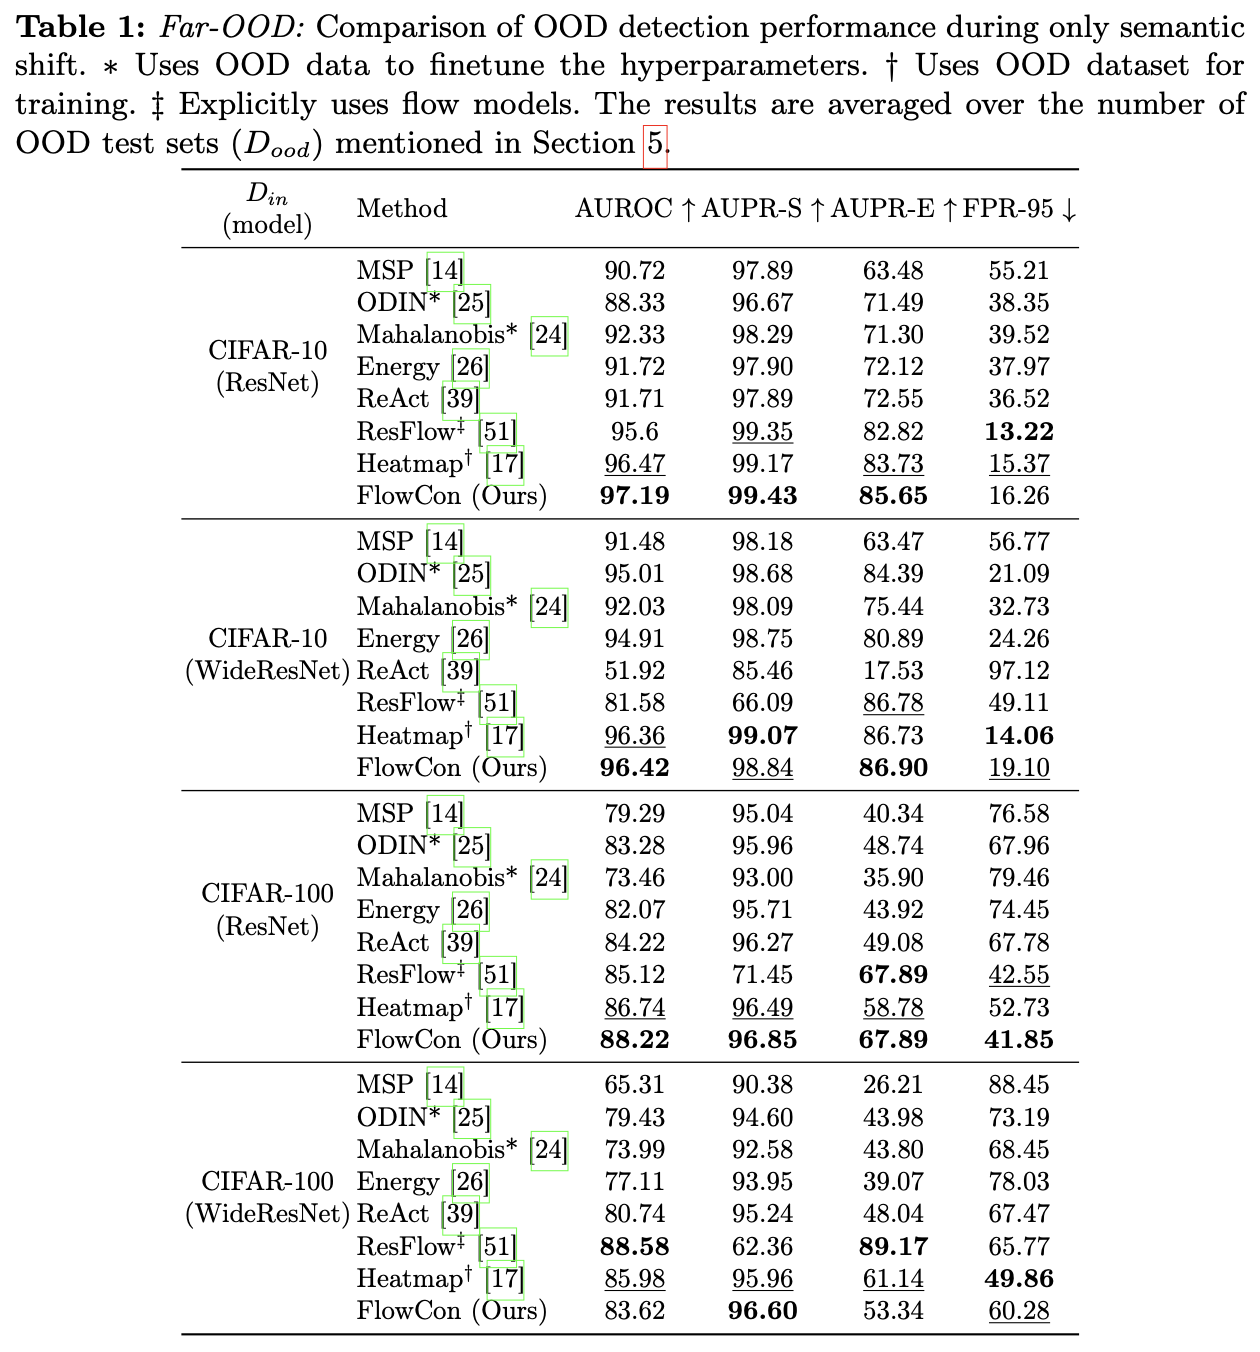 Table 1: Far-OOD: Comparison of OOD detection performance during only semantic
shift. * Uses OOD data to finetune the hyperparameters. † Uses OOD dataset for
training. ‡ Explicitly uses flow models. The results are averaged over the number of
OOD test sets (D_ood) mentioned in Section 5.
D_in (model) Method AUROC ↑ AUPR-S ↑ AUPR-E ↑ FPR-95 ↓
CIFAR-10 (ResNet)
MSP [14] 90.72 97.89 63.48 55.21
ODIN* [25] 88.33 96.67 71.49 38.35
Mahalanobis* [24] 92.33 98.29 71.30 39.52
Energy [26] 91.72 97.90 72.12 37.97
ReAct [39] 91.71 97.89 72.55 36.52
ResFlow‡ [51] 95.6 99.35 82.82 13.22
Heatmap† [17] 96.47 99.17 83.73 15.37
FlowCon (Ours) 97.19 99.43 85.65 16.26
CIFAR-10 (WideResNet)
MSP [14] 91.48 98.18 63.47 56.77
ODIN* [25] 95.01 98.68 84.39 21.09
Mahalanobis* [24] 92.03 98.09 75.44 32.73
Energy [26] 94.91 98.75 80.89 24.26
ReAct [39] 51.92 85.46 17.53 97.12
ResFlow‡ [51] 81.58 66.09 86.78 49.11
Heatmap† [17] 96.36 99.07 86.73 14.06
FlowCon (Ours) 96.42 98.84 86.90 19.10
CIFAR-100 (ResNet)
MSP [14] 79.29 95.04 40.34 76.58
ODIN* [25] 83.28 95.96 48.74 67.96
Mahalanobis* [24] 73.46 93.00 35.90 79.46
Energy [26] 82.07 95.71 43.92 74.45
ReAct [39] 84.22 96.27 49.08 67.78
ResFlow‡ [51] 85.12 71.45 67.89 42.55
Heatmap† [17] 86.74 96.49 58.78 52.73
FlowCon (Ours) 88.22 96.85 67.89 41.85
CIFAR-100 (WideResNet)
MSP [14] 65.31 90.38 26.21 88.45
ODIN* [25] 79.43 94.60 43.98 73.19
Mahalanobis* [24] 73.99 92.58 43.80 68.45
Energy [26] 77.11 93.95 39.07 78.03
ReAct [39] 80.74 95.24 48.04 67.47
ResFlow‡ [51] 88.58 62.36 89.17 65.77
Heatmap† [17] 85.98 95.96 61.14 49.86
FlowCon (Ours) 83.62 96.60 53.34 60.28